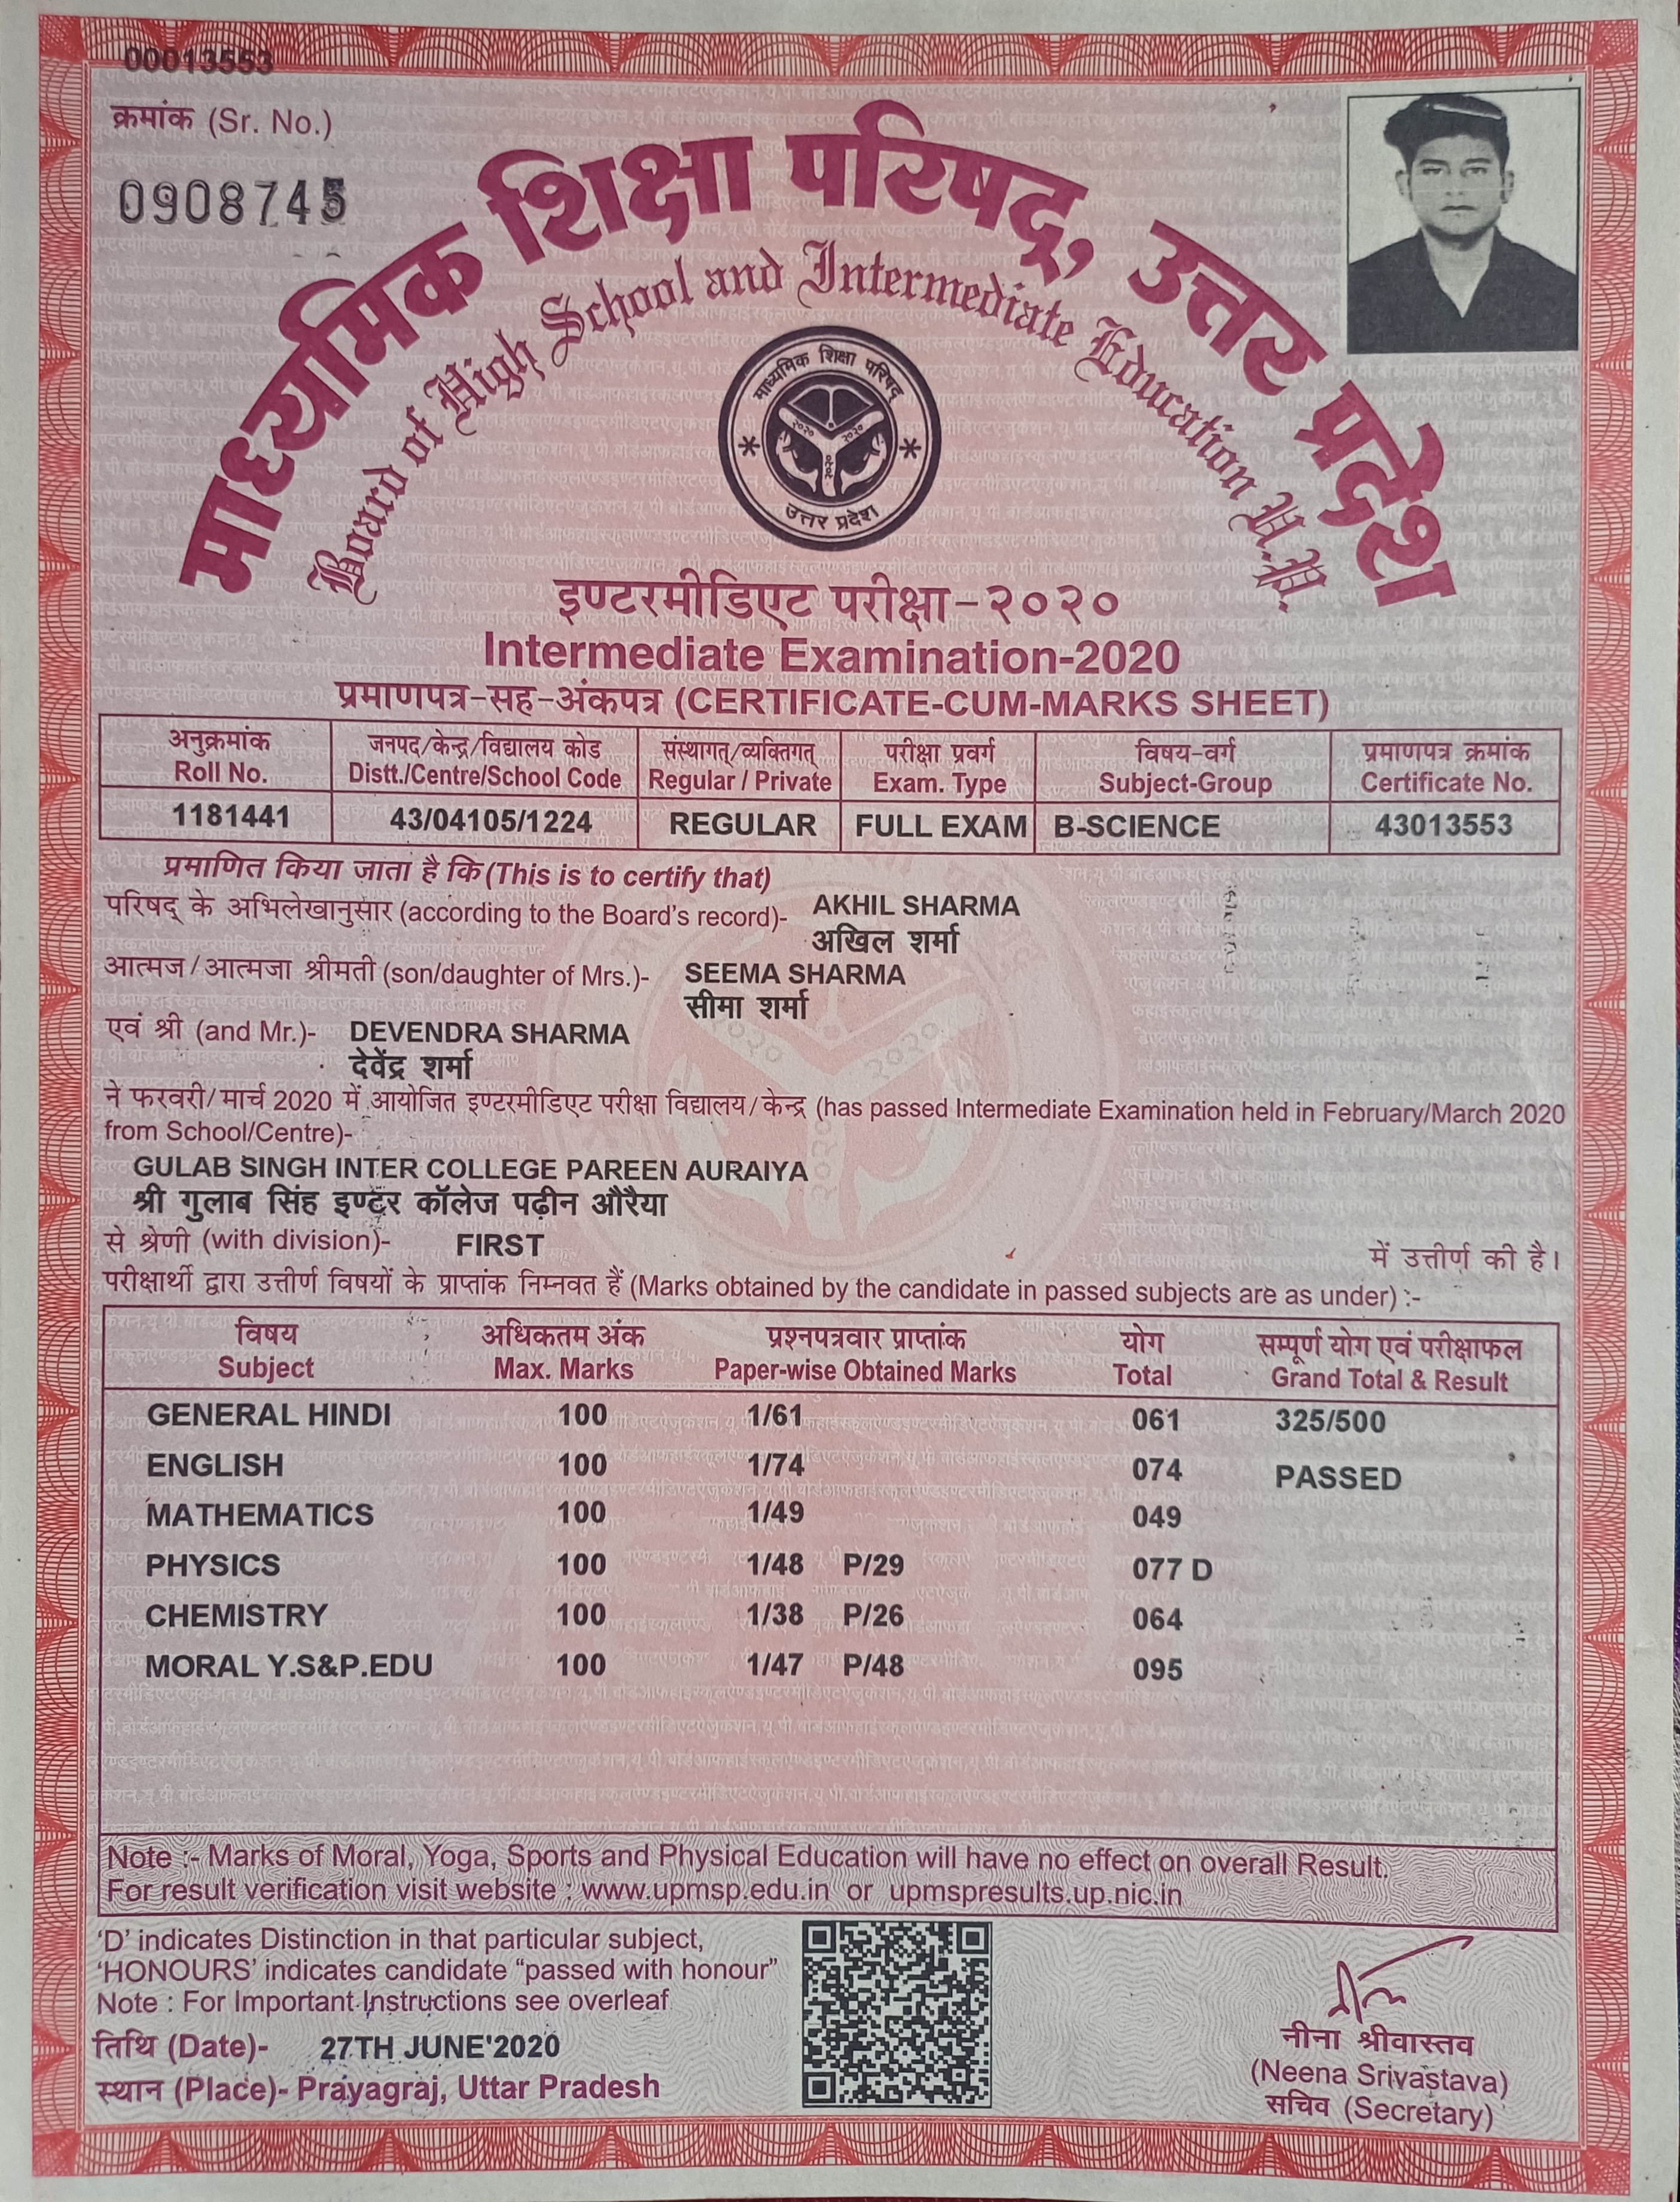 00013553
क्रमांक (Sr. No.)
0908745
माध्यमिक शिक्षा परिषद्, उत्तर प्रदेश
Board of High School and Intermediate Education U.P.
माध्यमिक शिक्षा परिषद्
२०२० २०२०
२०२०
उत्तर प्रदेश
इण्टरमीडिएट परीक्षा-२०२०
Intermediate Examination-2020
प्रमाणपत्र-सह-अंकपत्र (CERTIFICATE-CUM-MARKS SHEET)
अनुक्रमांक जनपद/केन्द्र/विद्यालय कोड संस्थागत्/व्यक्तिगत् परीक्षा प्रवर्ग विषय-वर्ग प्रमाणपत्र क्रमांक
Roll No. Distt./Centre/School Code Regular / Private Exam. Type Subject-Group Certificate No.
1181441 43/04105/1224 REGULAR FULL EXAM B-SCIENCE 43013553
प्रमाणित किया जाता है कि (This is to certify that)
परिषद् के अभिलेखानुसार (according to the Board's record)- AKHIL SHARMA
अखिल शर्मा
आत्मज/आत्मजा श्रीमती (son/daughter of Mrs.)- SEEMA SHARMA
सीमा शर्मा
एवं श्री (and Mr.)- DEVENDRA SHARMA
देवेंद्र शर्मा
ने फरवरी/मार्च 2020 में आयोजित इण्टरमीडिएट परीक्षा विद्यालय/केन्द्र (has passed Intermediate Examination held in February/March 2020
from School/Centre)-
GULAB SINGH INTER COLLEGE PAREEN AURAIYA
श्री गुलाब सिंह इण्टर कॉलेज पढ़ीन औरैया
से श्रेणी (with division)- FIRST में उत्तीर्ण की है।
परीक्षार्थी द्वारा उत्तीर्ण विषयों के प्राप्तांक निम्नवत हैं (Marks obtained by the candidate in passed subjects are as under) :-
विषय अधिकतम अंक प्रश्नपत्रवार प्राप्तांक योग सम्पूर्ण योग एवं परीक्षाफल
Subject Max. Marks Paper-wise Obtained Marks Total Grand Total & Result
GENERAL HINDI 100 1/61 061 325/500
ENGLISH 100 1/74 074 PASSED
MATHEMATICS 100 1/49 049
PHYSICS 100 1/48 P/29 077 D
CHEMISTRY 100 1/38 P/26 064
MORAL Y.S&P.EDU 100 1/47 P/48 095
Note :- Marks of Moral, Yoga, Sports and Physical Education will have no effect on overall Result.
For result verification visit website : www.upmsp.edu.in or upmspresults.up.nic.in
'D' indicates Distinction in that particular subject,
'HONOURS' indicates candidate "passed with honour"
Note : For Important Instructions see overleaf
तिथि (Date)- 27TH JUNE'2020
स्थान (Place)- Prayagraj, Uttar Pradesh
नीना श्रीवास्तव
(Neena Srivastava)
सचिव (Secretary)